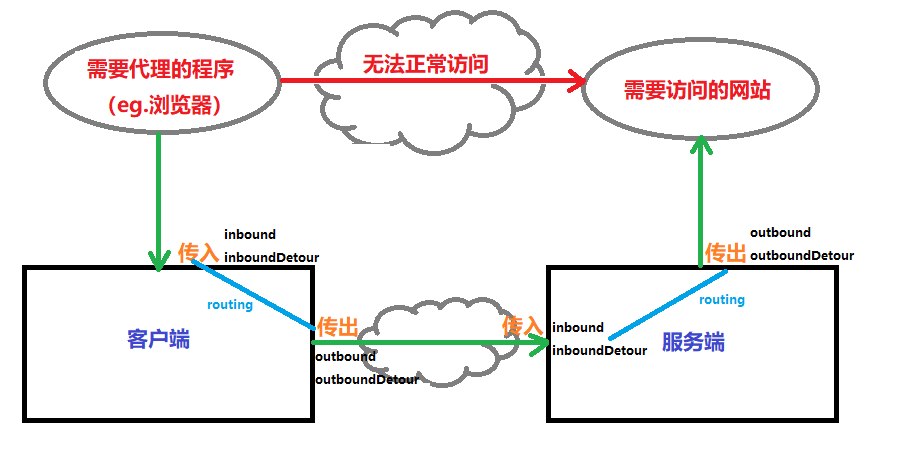 需要代理的程序
（eg.浏览器）
无法正常访问
需要访问的网站
传入
inbound
inboundDetour
routing
客户端
传出
outbound
outboundDetour
传入
inbound
inboundDetour
服务端
routing
传出
outbound
outboundDetour